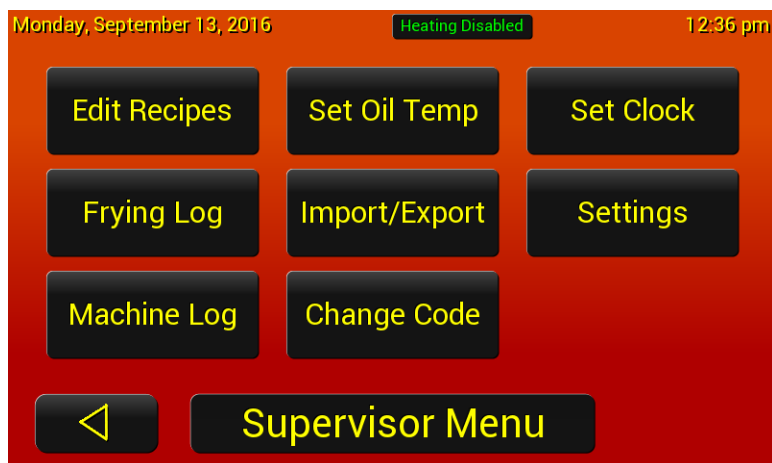 Monday, September 13, 2016 Heating Disabled 12:36 pm
Edit Recipes Set Oil Temp Set Clock
Frying Log Import/Export Settings
Machine Log Change Code
Supervisor Menu